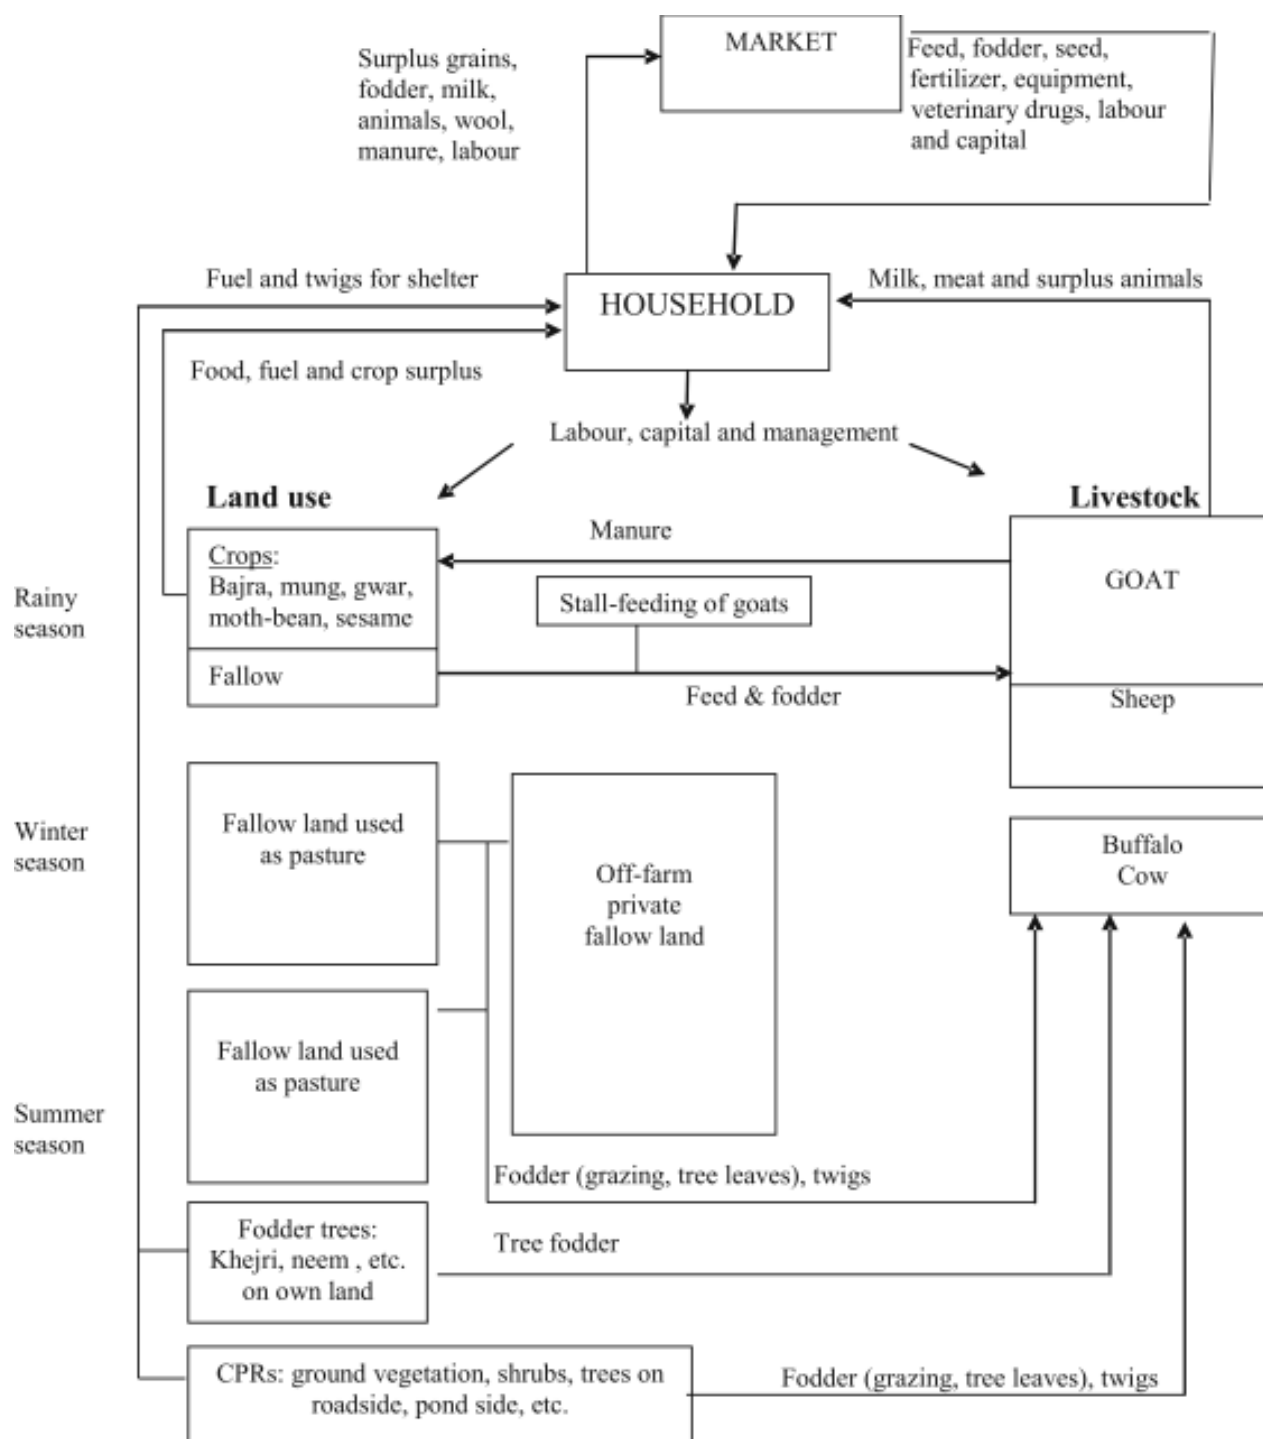 MARKET
Surplus grains,
fodder, milk,
animals, wool,
manure, labour
Feed, fodder, seed,
fertilizer, equipment,
veterinary drugs, labour
and capital
Fuel and twigs for shelter
HOUSEHOLD
Milk, meat and surplus animals
Food, fuel and crop surplus
Labour, capital and management
Land use
Livestock
Manure
Rainy
season
Crops:
Bajra, mung, gwar,
moth-bean, sesame
Stall-feeding of goats
GOAT
Fallow
Feed & fodder
Sheep
Winter
season
Fallow land used
as pasture
Off-farm
private
fallow land
Buffalo
Cow
Summer
season
Fallow land used
as pasture
Fodder (grazing, tree leaves), twigs
Fodder trees:
Khejri, neem , etc.
on own land
Tree fodder
CPRs: ground vegetation, shrubs, trees on
roadside, pond side, etc.
Fodder (grazing, tree leaves), twigs